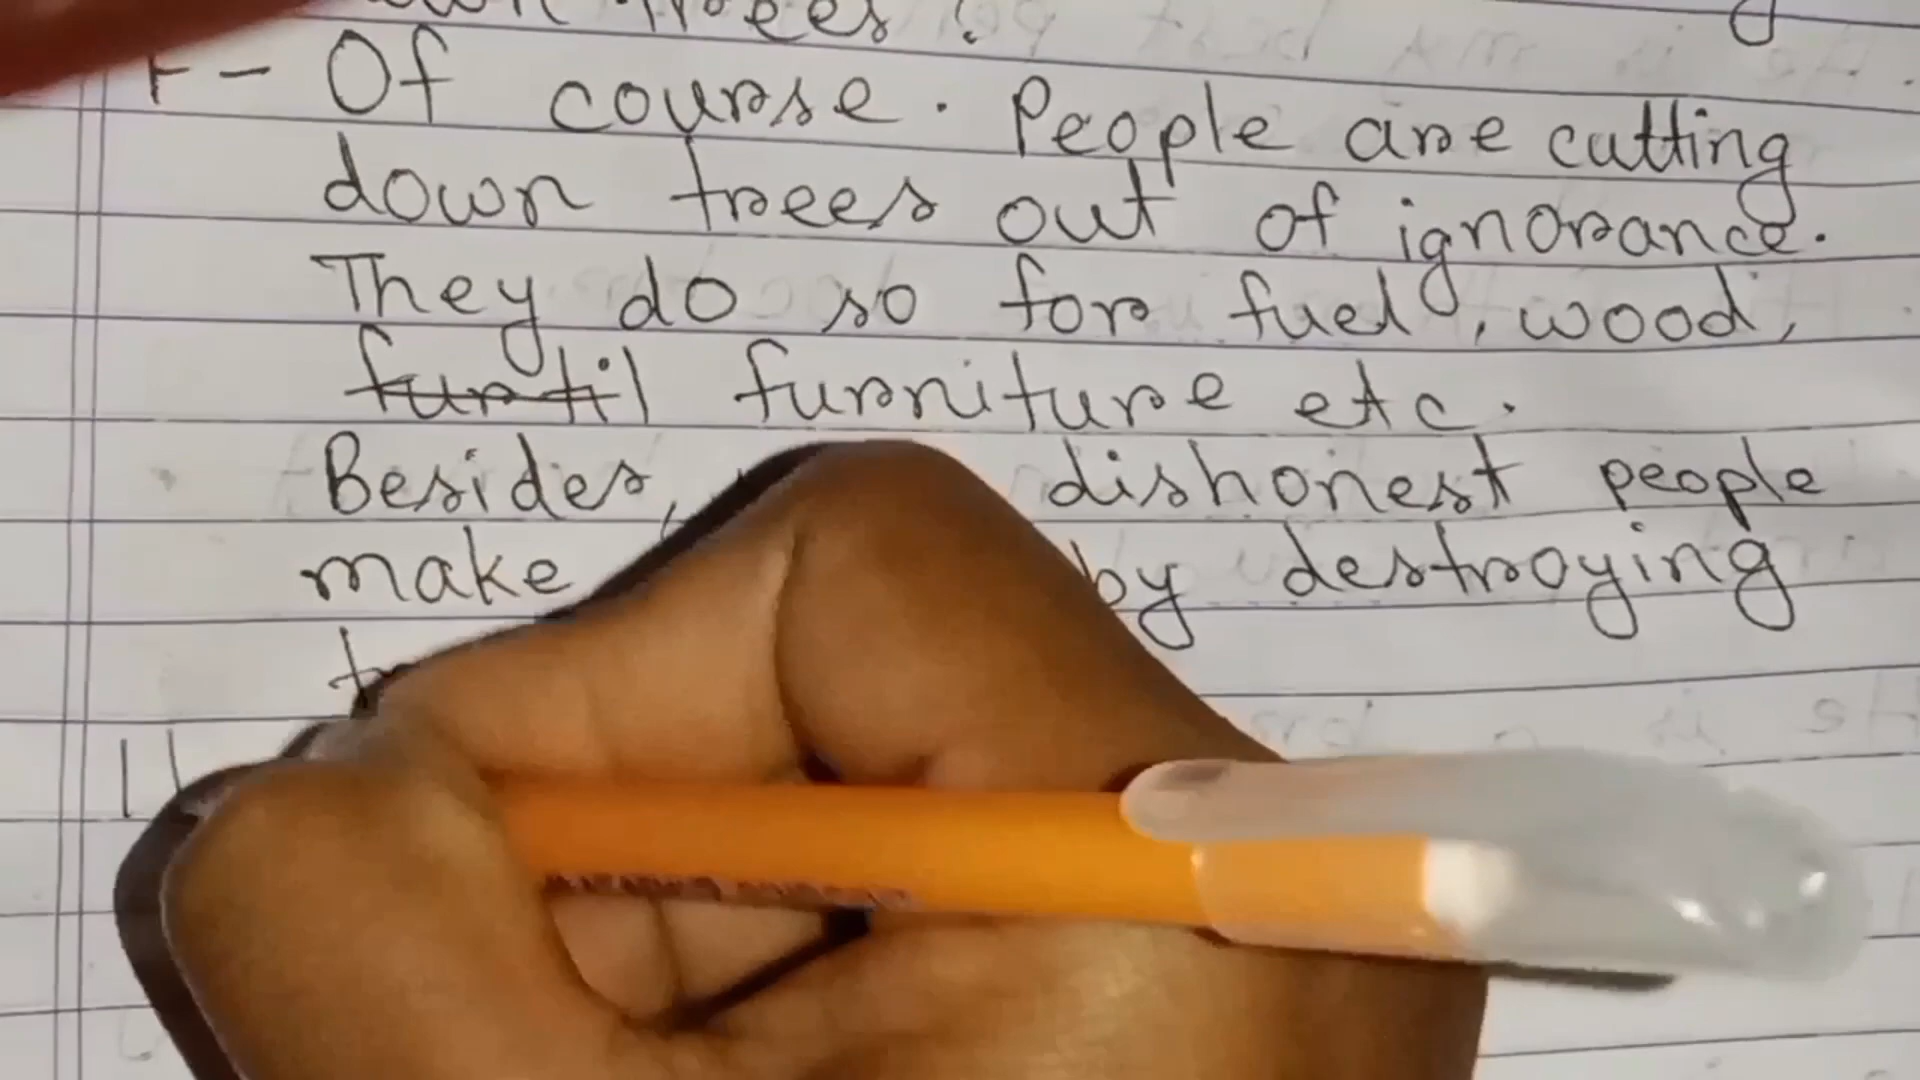 trees ?
F - Of course. People are cutting
down trees out of ignorance.
They do so for fuel, wood,
furniture etc.
Besides, dishonest people
make by destroying